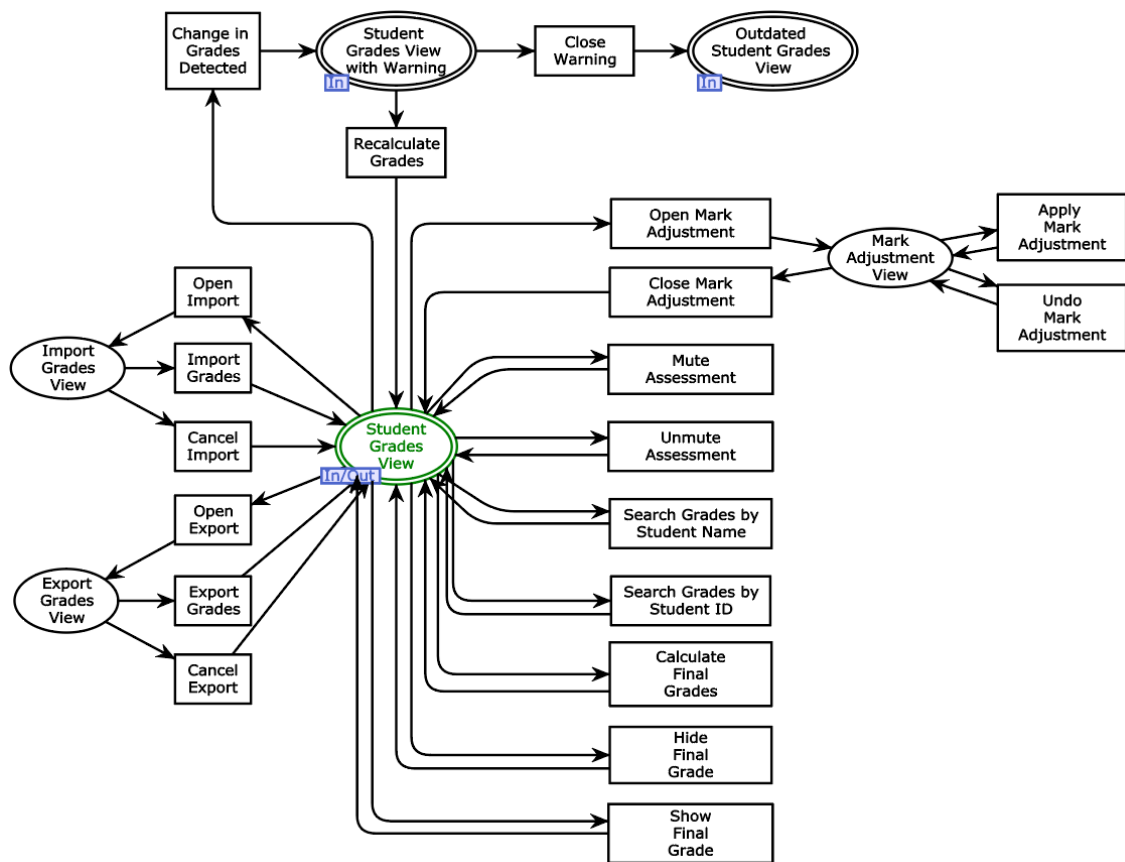 Change in
Grades
Detected
Student
Grades View
with Warning
In
Close
Warning
Outdated
Student Grades
View
In
Recalculate
Grades
Open Mark
Adjustment
Mark
Adjustment
View
Apply
Mark
Adjustment
Close Mark
Adjustment
Undo
Mark
Adjustment
Open
Import
Import
Grades
View
Import
Grades
Cancel
Import
Mute
Assessment
Student
Grades
View
In/Out
Unmute
Assessment
Open
Export
Export
Grades
View
Export
Grades
Cancel
Export
Search Grades by
Student Name
Search Grades by
Student ID
Calculate
Final
Grades
Hide
Final
Grade
Show
Final
Grade